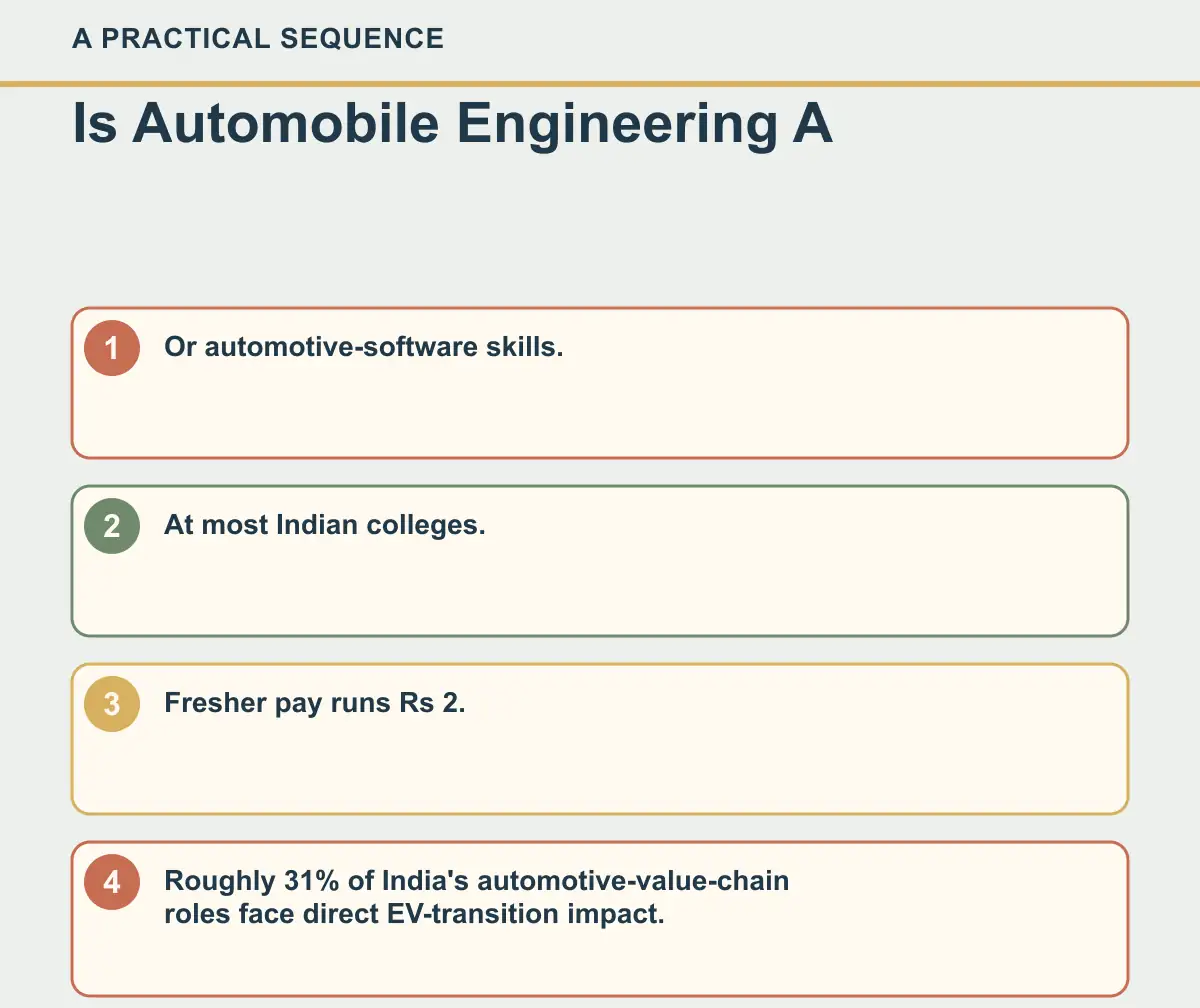 A PRACTICAL SEQUENCE
Is Automobile Engineering A
1
Or automotive-software skills.
2
At most Indian colleges.
3
Fresher pay runs Rs 2.
4
Roughly 31% of India's automotive-value-chain
roles face direct EV-transition impact.